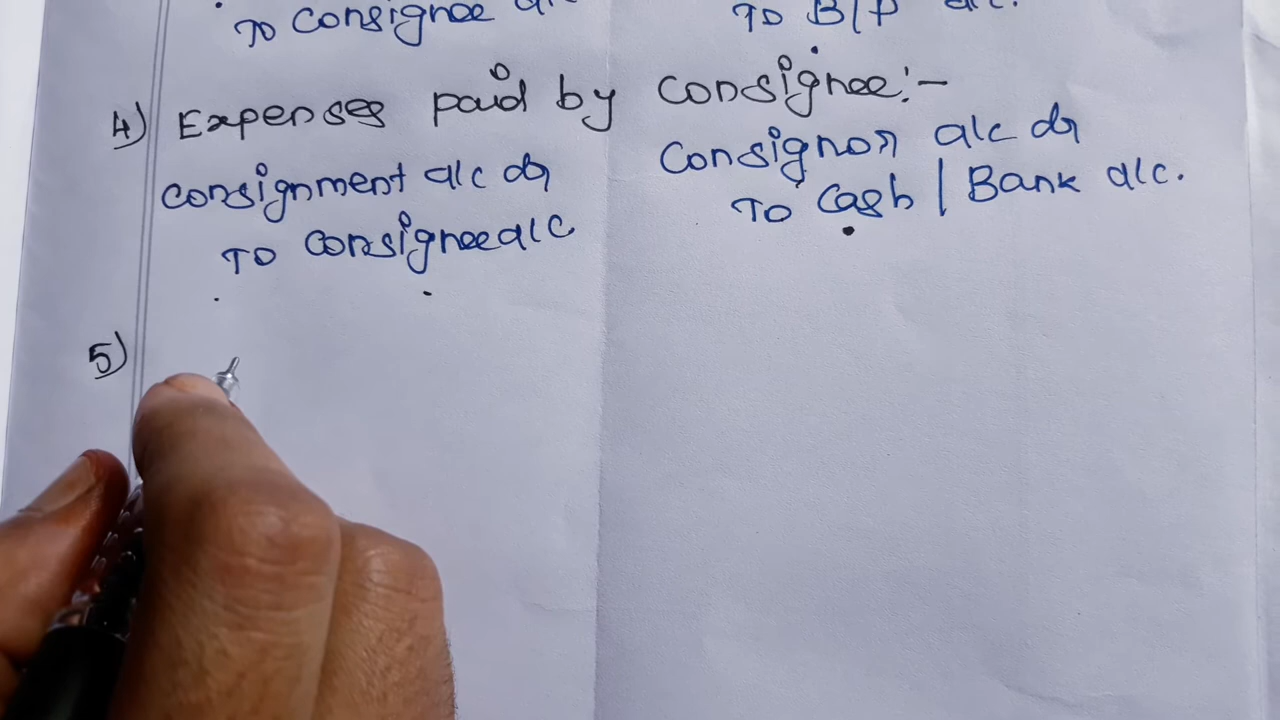 To consignee a/c
To B/P a/c.
4) Expenses paid by consignee:-
consignment a/c dr
To consignee a/c
consignor a/c dr
To cash | Bank a/c.
5)